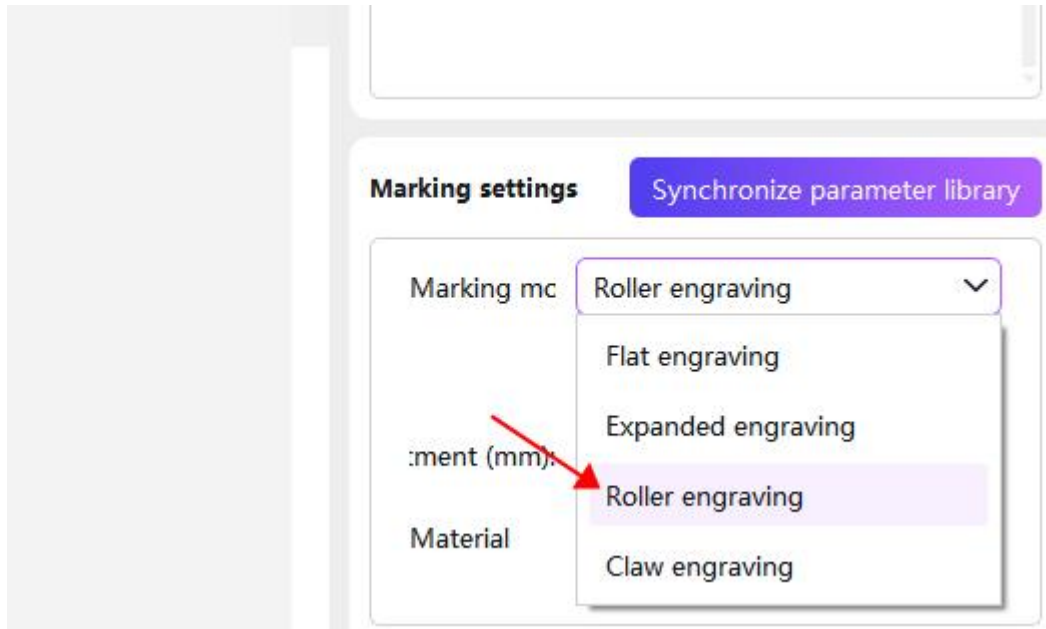 Marking settings
Synchronize parameter library
Marking mc
Roller engraving
Flat engraving
Expanded engraving
:ment (mm):
Roller engraving
Material
Claw engraving